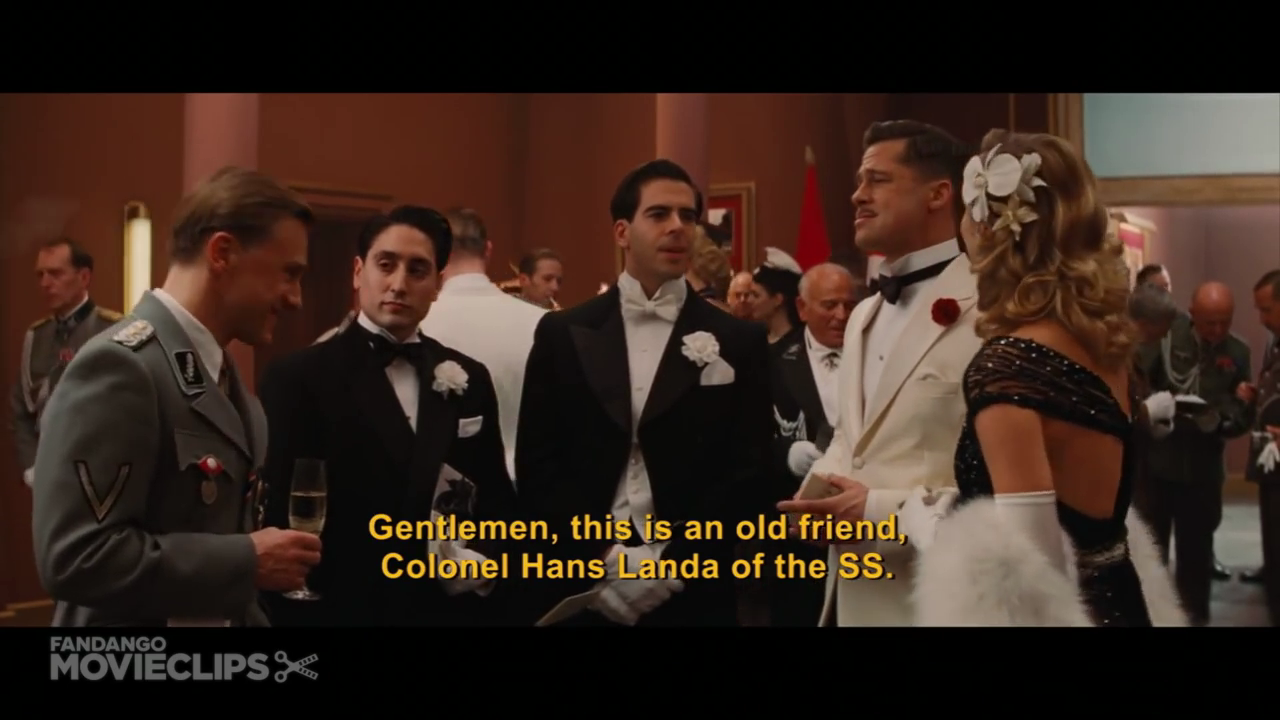 Gentlemen, this is an old friend,
Colonel Hans Landa of the SS.
FANDANGO
MOVIECLIPS